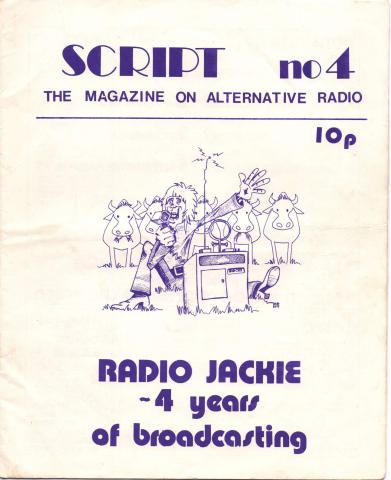 SCRIPT no4
THE MAGAZINE ON ALTERNATIVE RADIO
10p
RADIO JACKIE
~4 years
of broadcasting